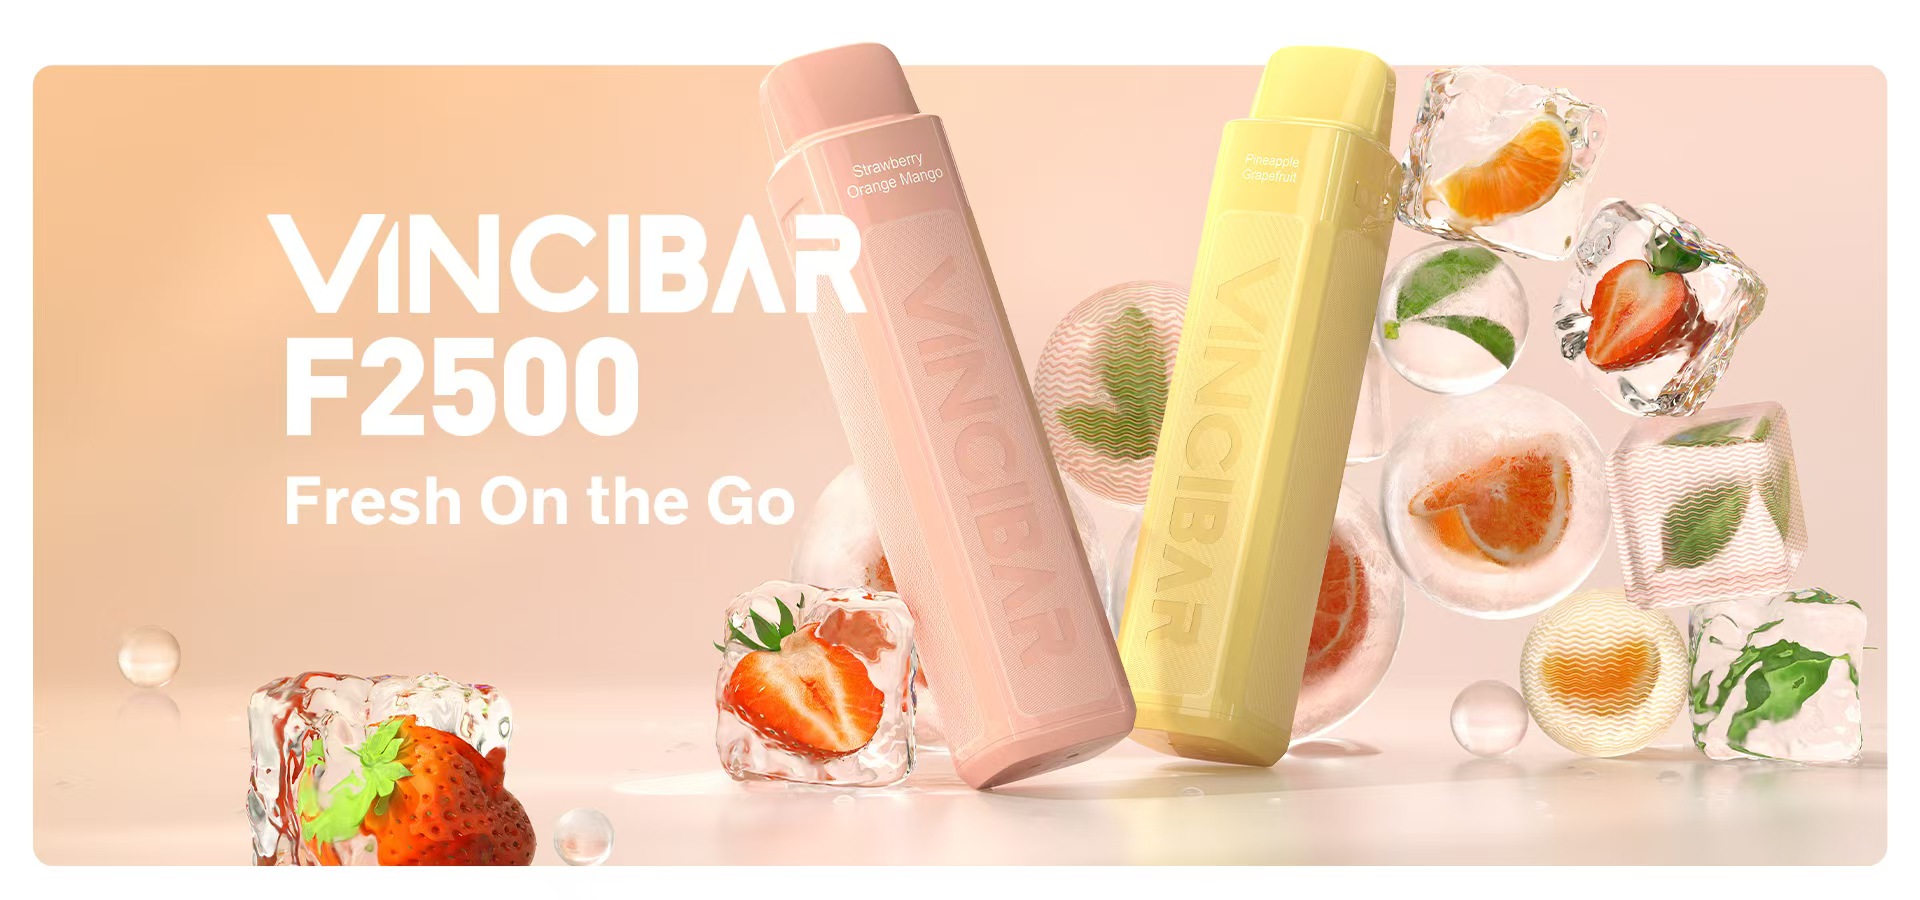 VINCIBAR
F2500
Fresh On the Go
Strawberry
Orange Mango
VINCIBAR
Pineapple
Grapefruit
VINCIBAR